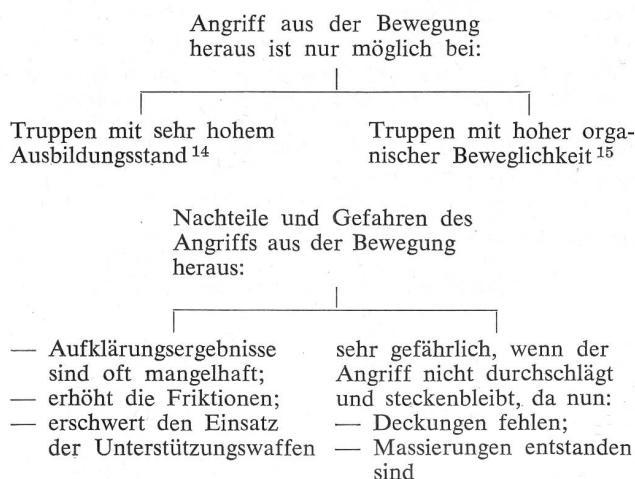 Angriff aus der Bewegung
heraus ist nur möglich bei:
Truppen mit sehr hohem
Ausbildungsstand 14
Truppen mit hoher orga-
nischer Beweglichkeit 15
Nachteile und Gefahren des
Angriffs aus der Bewegung
heraus:
— Aufklärungsergebnisse
sind oft mangelhaft;
— erhöht die Friktionen;
— erschwert den Einsatz
der Unterstützungswaffen
sehr gefährlich, wenn der
Angriff nicht durchschlägt
und steckenbleibt, da nun:
— Deckungen fehlen;
— Massierungen entstanden
sind